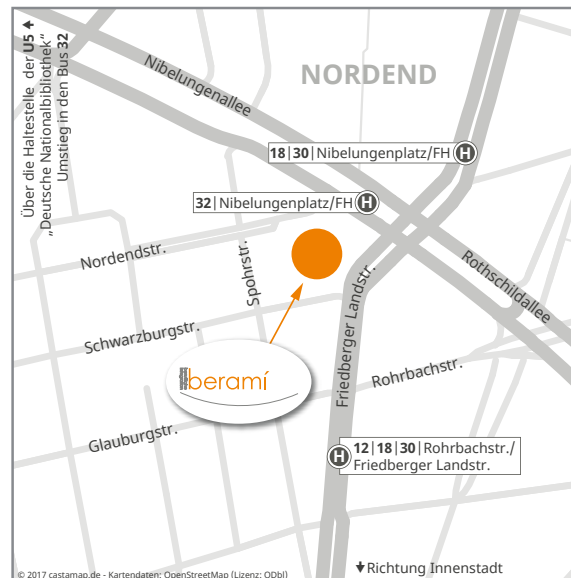 Über die Haltestelle der U5
„Deutsche Nationalbibliothek"
Umstieg in den Bus 32
Nibelungenallee
NORDEND
18|30|Nibelungenplatz/FH H
32|Nibelungenplatz/FH H
Nordendstr.
Spohrstr.
Rothschildallee
Friedberger Landstr.
Schwarzburgstr.
beramí
Rohrbachstr.
Glauburgstr.
H 12|18|30|Rohrbachstr./
Friedberger Landstr.
Richtung Innenstadt
© 2017 castamap.de - Kartendaten: OpenStreetMap (Lizenz: ODbl)